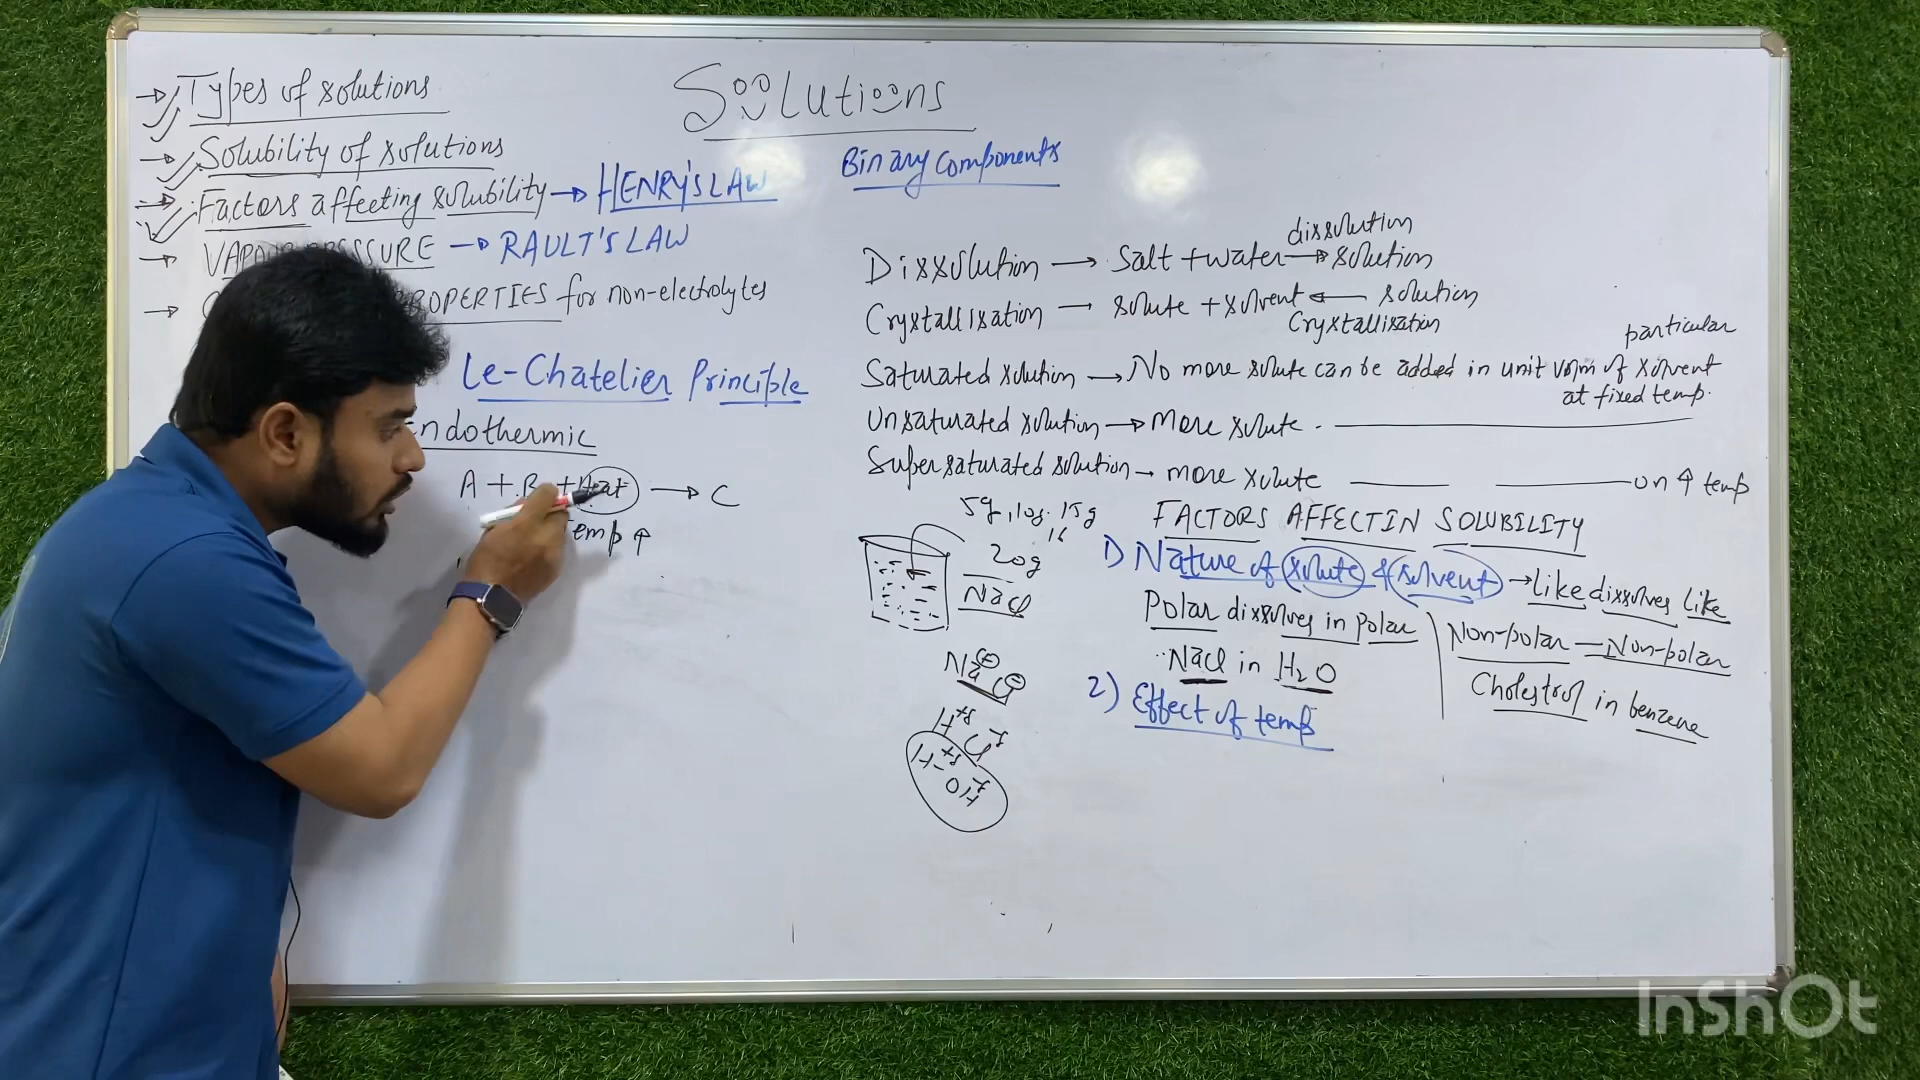 Solutions
Binary components
→ Types of solutions
→ Solubility of solutions
→ Factors affecting solubility → HENRY'S LAW
→ → RAULT'S LAW
→ PROPERTIES for non-electrolytes
Le-Chatelier Principle
Endothermic
A + B + Heat → C
Temp ↑
dissolution
Dissolution → Salt + water → solution
Crystallisation → solute + solvent ← solution
Crystallisation
particular
Saturated solution → No more solute can be added in unit volm of solvent
at fixed temp.
Unsaturated solution → More solute
Supersaturated solution → more solute on ↑ temp
5g, 10g. 15g
16
20g
NaCl
FACTORS AFFECTIN SOLUBILITY
1) Nature of solute & solvent → Like dissolves Like
Polar dissolves in Polar
NaCl in H2O
Non-polar — Non-polar
Cholestrol in benzene
2) Effect of temp
InShOt